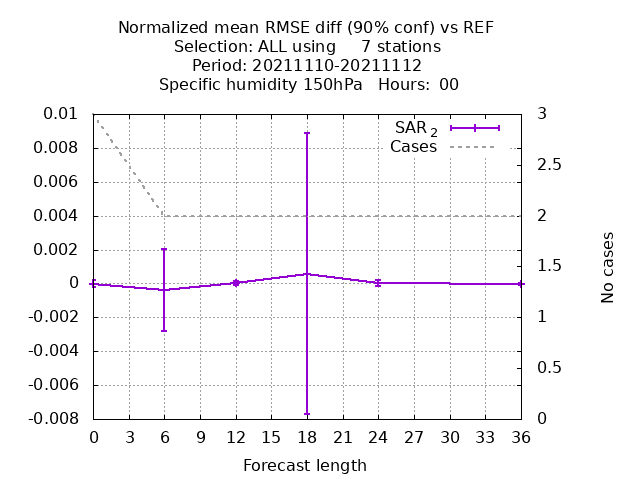 Normalized mean RMSE diff (90% conf) vs REF
Selection: ALL using     7 stations
Period: 20211110-20211112
Specific humidity 150hPa   Hours:  00
SAR 2
Cases
0.01
0.008
0.006
0.004
0.002
0
-0.002
-0.004
-0.006
-0.008
3
2.5
2
1.5
1
0.5
0
No cases
0 3 6 9 12 15 18 21 24 27 30 33 36
Forecast length